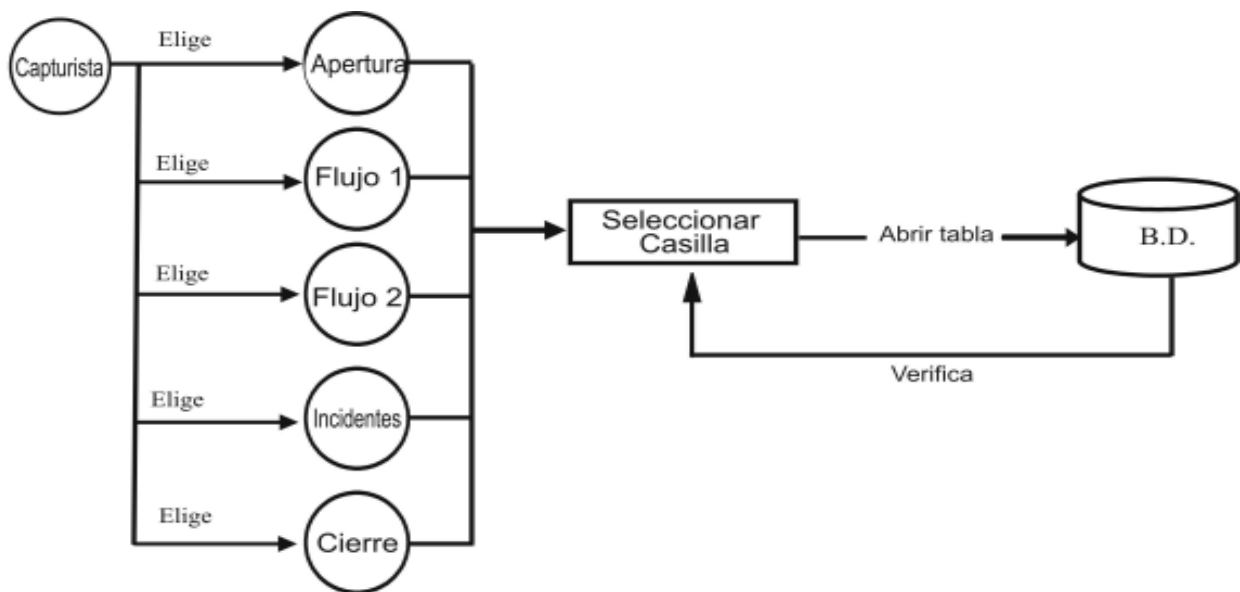 Capturista
Elige
Apertura
Elige
Flujo 1
Elige
Flujo 2
Elige
Incidentes
Elige
Cierre
Seleccionar
Casilla
Abrir tabla
B.D.
Verifica